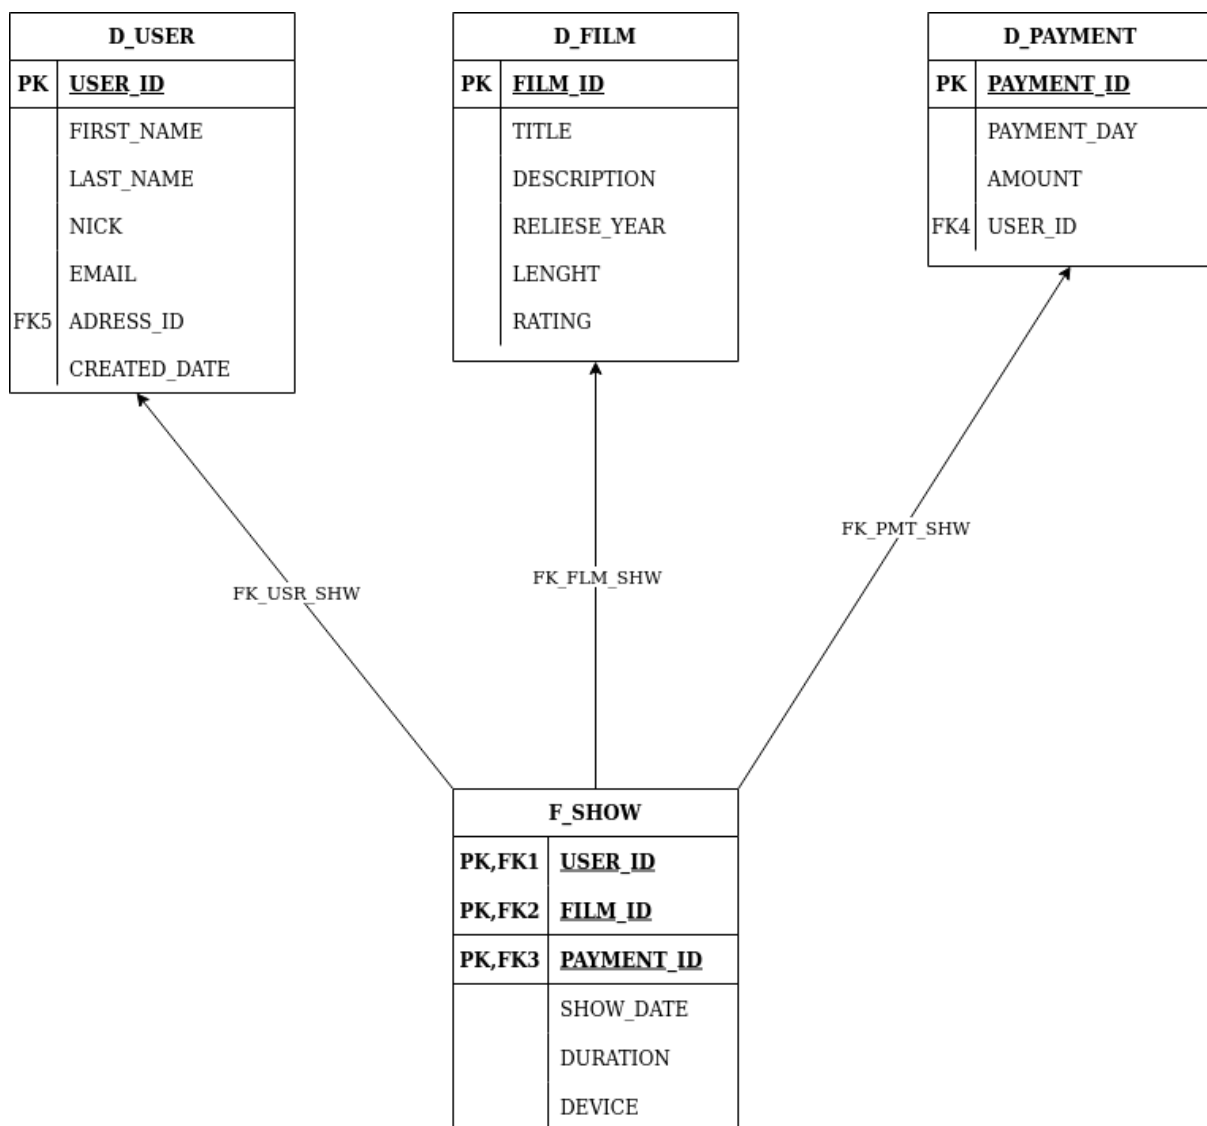 D_USER
PK USER_ID
FIRST_NAME
LAST_NAME
NICK
EMAIL
FK5 ADRESS_ID
CREATED_DATE
D_FILM
PK FILM_ID
TITLE
DESCRIPTION
RELIESE_YEAR
LENGHT
RATING
D_PAYMENT
PK PAYMENT_ID
PAYMENT_DAY
AMOUNT
FK4 USER_ID
FK_USR_SHW
FK_FLM_SHW
FK_PMT_SHW
F_SHOW
PK,FK1 USER_ID
PK,FK2 FILM_ID
PK,FK3 PAYMENT_ID
SHOW_DATE
DURATION
DEVICE